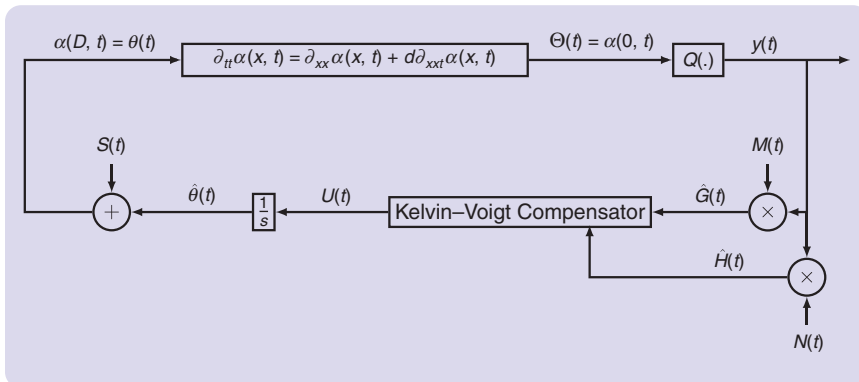 α(D, t) = θ(t)
∂ttα(x, t) = ∂xxα(x, t) + d∂xxtα(x, t)
Θ(t) = α(0, t)
Q(.)
y(t)
S(t)
M(t)
+
θ̂(t)
1/s
U(t)
Kelvin–Voigt Compensator
Ĝ(t)
×
Ĥ(t)
×
N(t)